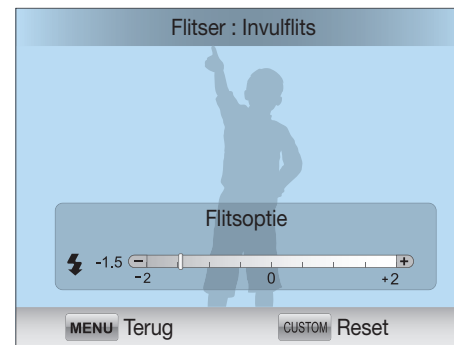 Flitser : Invulflits
Flitsoptie
-1.5 - +
-2 0 +2
MENU Terug CUSTOM Reset